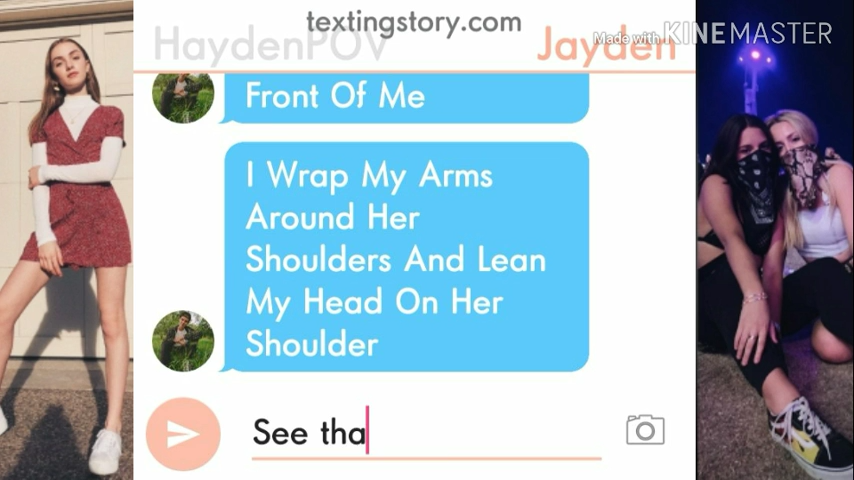 textingstory.com
HaydenPOV
Jayden
Made with KINEMASTER
Front Of Me
I Wrap My Arms
Around Her
Shoulders And Lean
My Head On Her
Shoulder
See tha